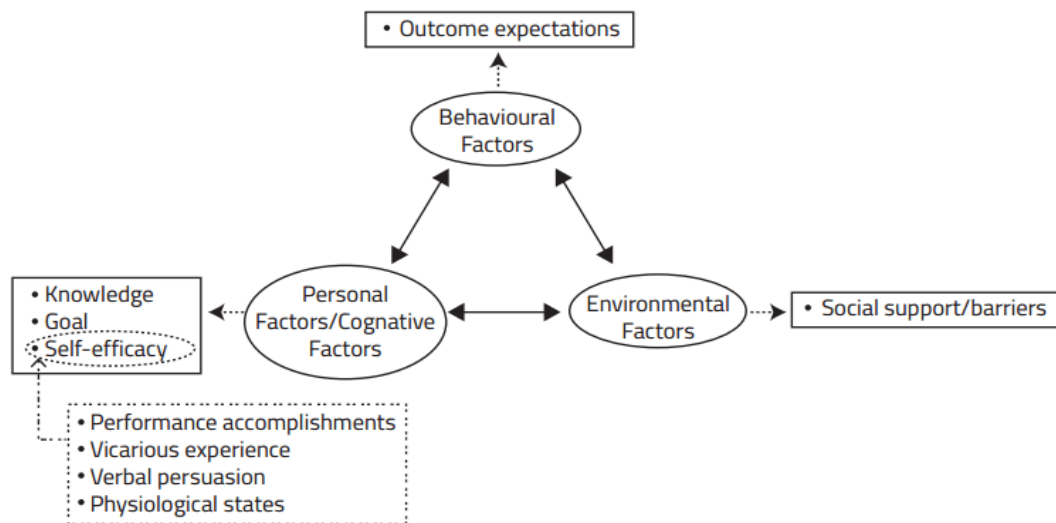 • Outcome expectations
Behavioural
Factors
Personal
Factors/Cognative
Factors
Environmental
Factors
• Knowledge
• Goal
• Self-efficacy
• Social support/barriers
• Performance accomplishments
• Vicarious experience
• Verbal persuasion
• Physiological states